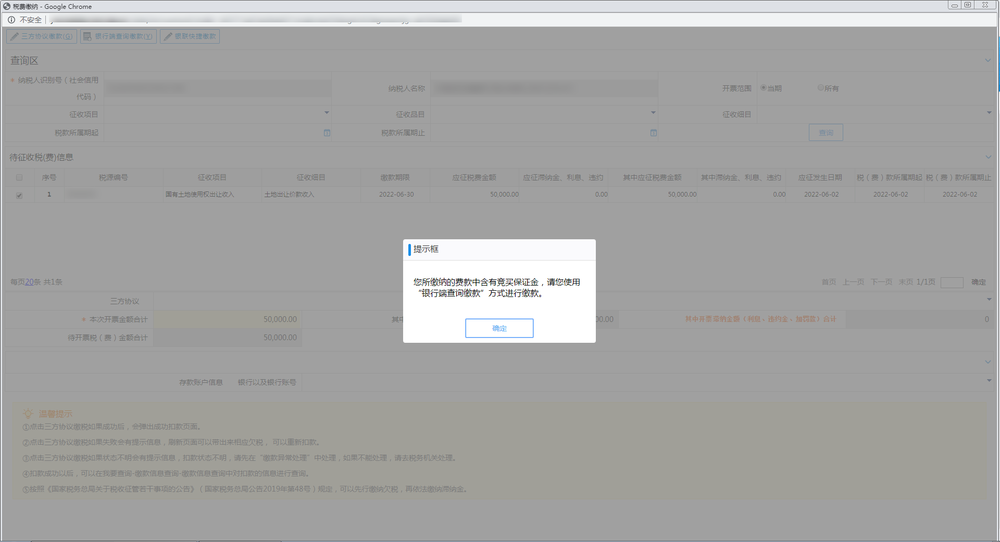 税费缴纳 - Google Chrome
不安全
三方协议缴款(G) 银行端查询缴款(Y) 银联快捷缴款
查询区
* 纳税人识别号（社会信用代码） 纳税人名称 开票范围 当期 所有
征收项目 征收品目 征收细目
税款所属期起 税款所属期止 查询
待征收税(费)信息
序号 税源编号 征收项目 征收细目 缴款期限 应征税费金额 应征滞纳金、利息、违约 其中应征税费金额 其中滞纳金、利息、违约 应征发生日期 税（费）款所属期起 税（费）款所属期止
1 国有土地使用权出让收入 土地出让价款收入 2022-06-30 50,000.00 0.00 50,000.00 0.00 2022-06-02 2022-06-02 2022-06-02
提示框
您所缴纳的费款中含有竞买保证金，请您使用
“银行端查询缴款”方式进行缴款。
确定
每页20条 共1条 首页 上一页 下一页 末页 1/1页 确定
三方协议
* 本次开票金额合计 50,000.00 其中 00.00 其中开票滞纳金额（利息、违约金、加罚款）合计 0
待开票税（费）金额合计 50,000.00
存款账户信息 银行以及银行账号
温馨提示
①点击三方协议缴税如果成功后，会弹出成功扣款页面。
②点击三方协议缴税如果失败会有提示信息，刷新页面可以带出来相应欠税， 可以重新扣款。
③点击三方协议缴税如果状态不明会有提示信息，扣款状态不明，请先在“缴款异常处理”中处理，如果不能处理，请去税务机关处理。
④扣款成功以后，可以在我要查询-缴款信息查询-缴款信息查询中对扣款的信息进行查询。
⑤按照《国家税务总局关于税收征管若干事项的公告》（国家税务总局公告2019年第48号）规定，可以先行缴纳欠税，再依法缴纳滞纳金。